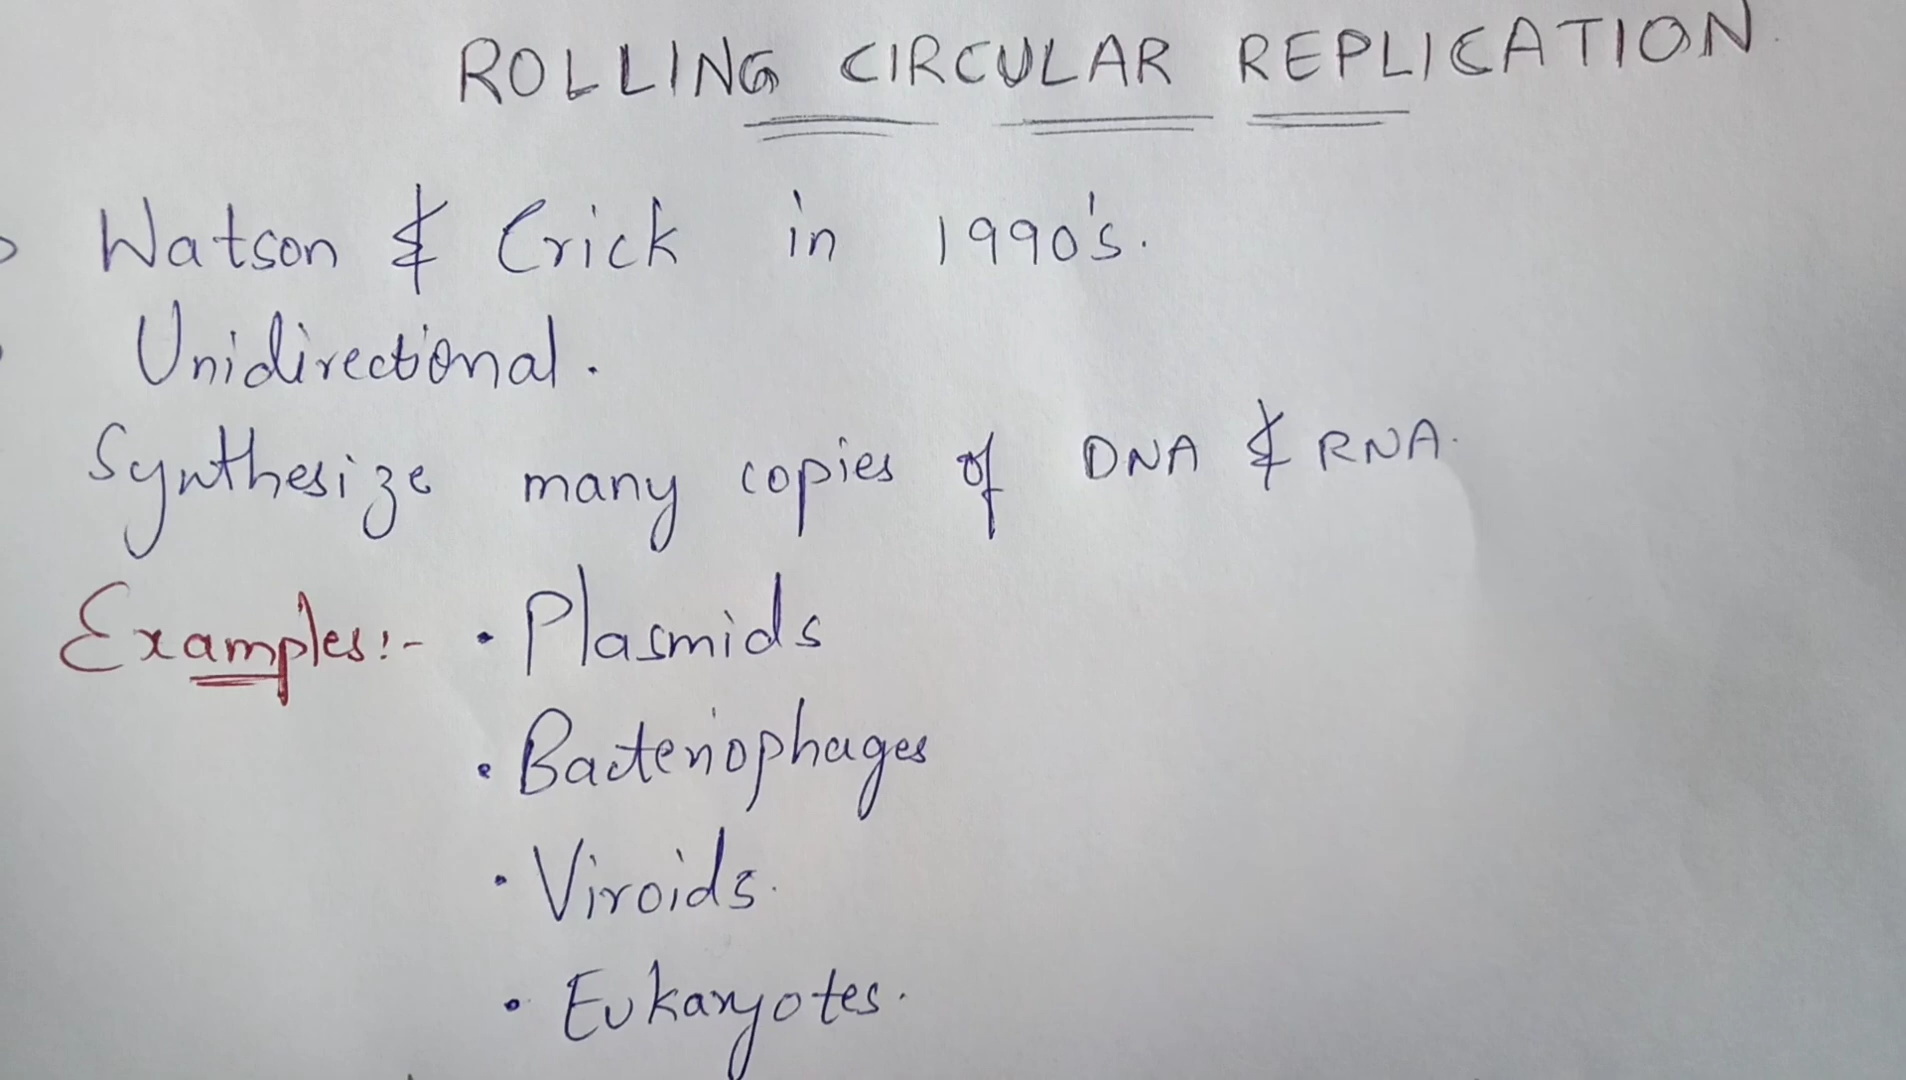 ROLLING CIRCULAR REPLICATION
Watson & Crick in 1990's.
Unidirectional.
Synthesize many copies of DNA & RNA.
Examples:- • Plasmids
• Bacteriophages
• Viroids.
• Eukaryotes.